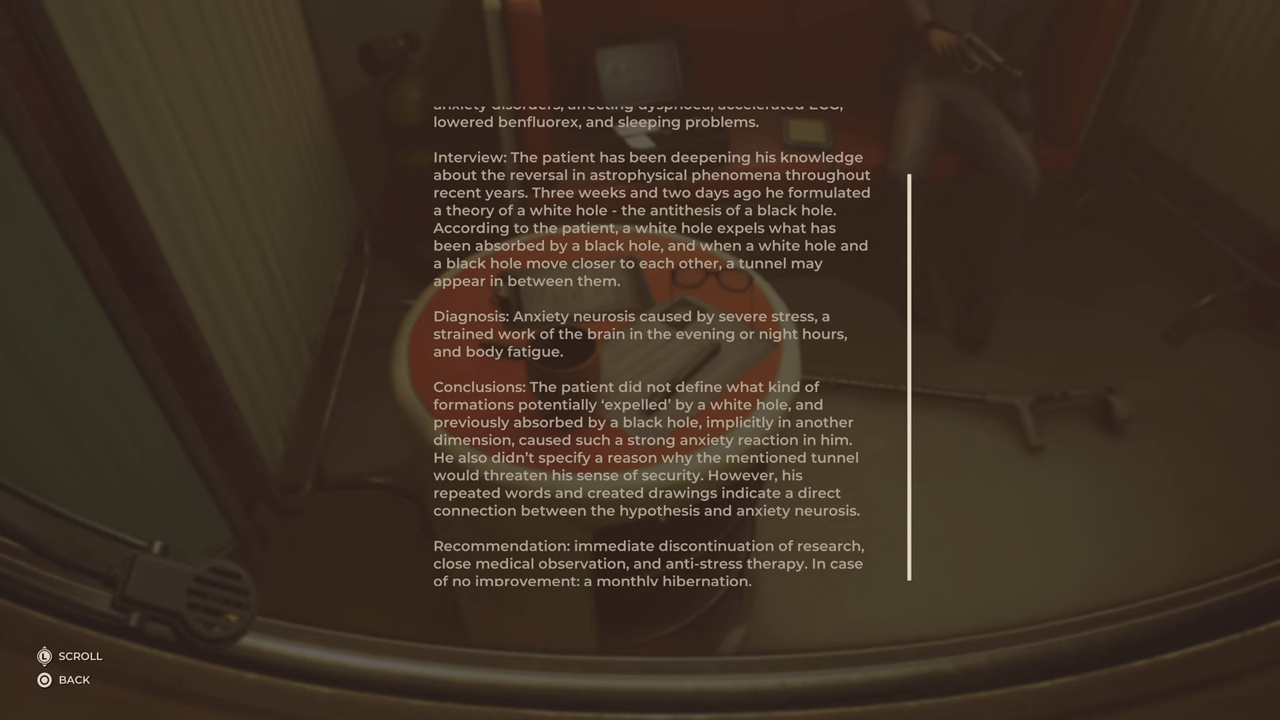 anxiety disorders, affecting dysphoea, accelerated ECG,
lowered benfluorex, and sleeping problems.
Interview: The patient has been deepening his knowledge
about the reversal in astrophysical phenomena throughout
recent years. Three weeks and two days ago he formulated
a theory of a white hole - the antithesis of a black hole.
According to the patient, a white hole expels what has
been absorbed by a black hole, and when a white hole and
a black hole move closer to each other, a tunnel may
appear in between them.
Diagnosis: Anxiety neurosis caused by severe stress, a
strained work of the brain in the evening or night hours,
and body fatigue.
Conclusions: The patient did not define what kind of
formations potentially ‘expelled’ by a white hole, and
previously absorbed by a black hole, implicitly in another
dimension, caused such a strong anxiety reaction in him.
He also didn’t specify a reason why the mentioned tunnel
would threaten his sense of security. However, his
repeated words and created drawings indicate a direct
connection between the hypothesis and anxiety neurosis.
Recommendation: immediate discontinuation of research,
close medical observation, and anti-stress therapy. In case
of no improvement: a monthly hibernation.
L SCROLL
BACK